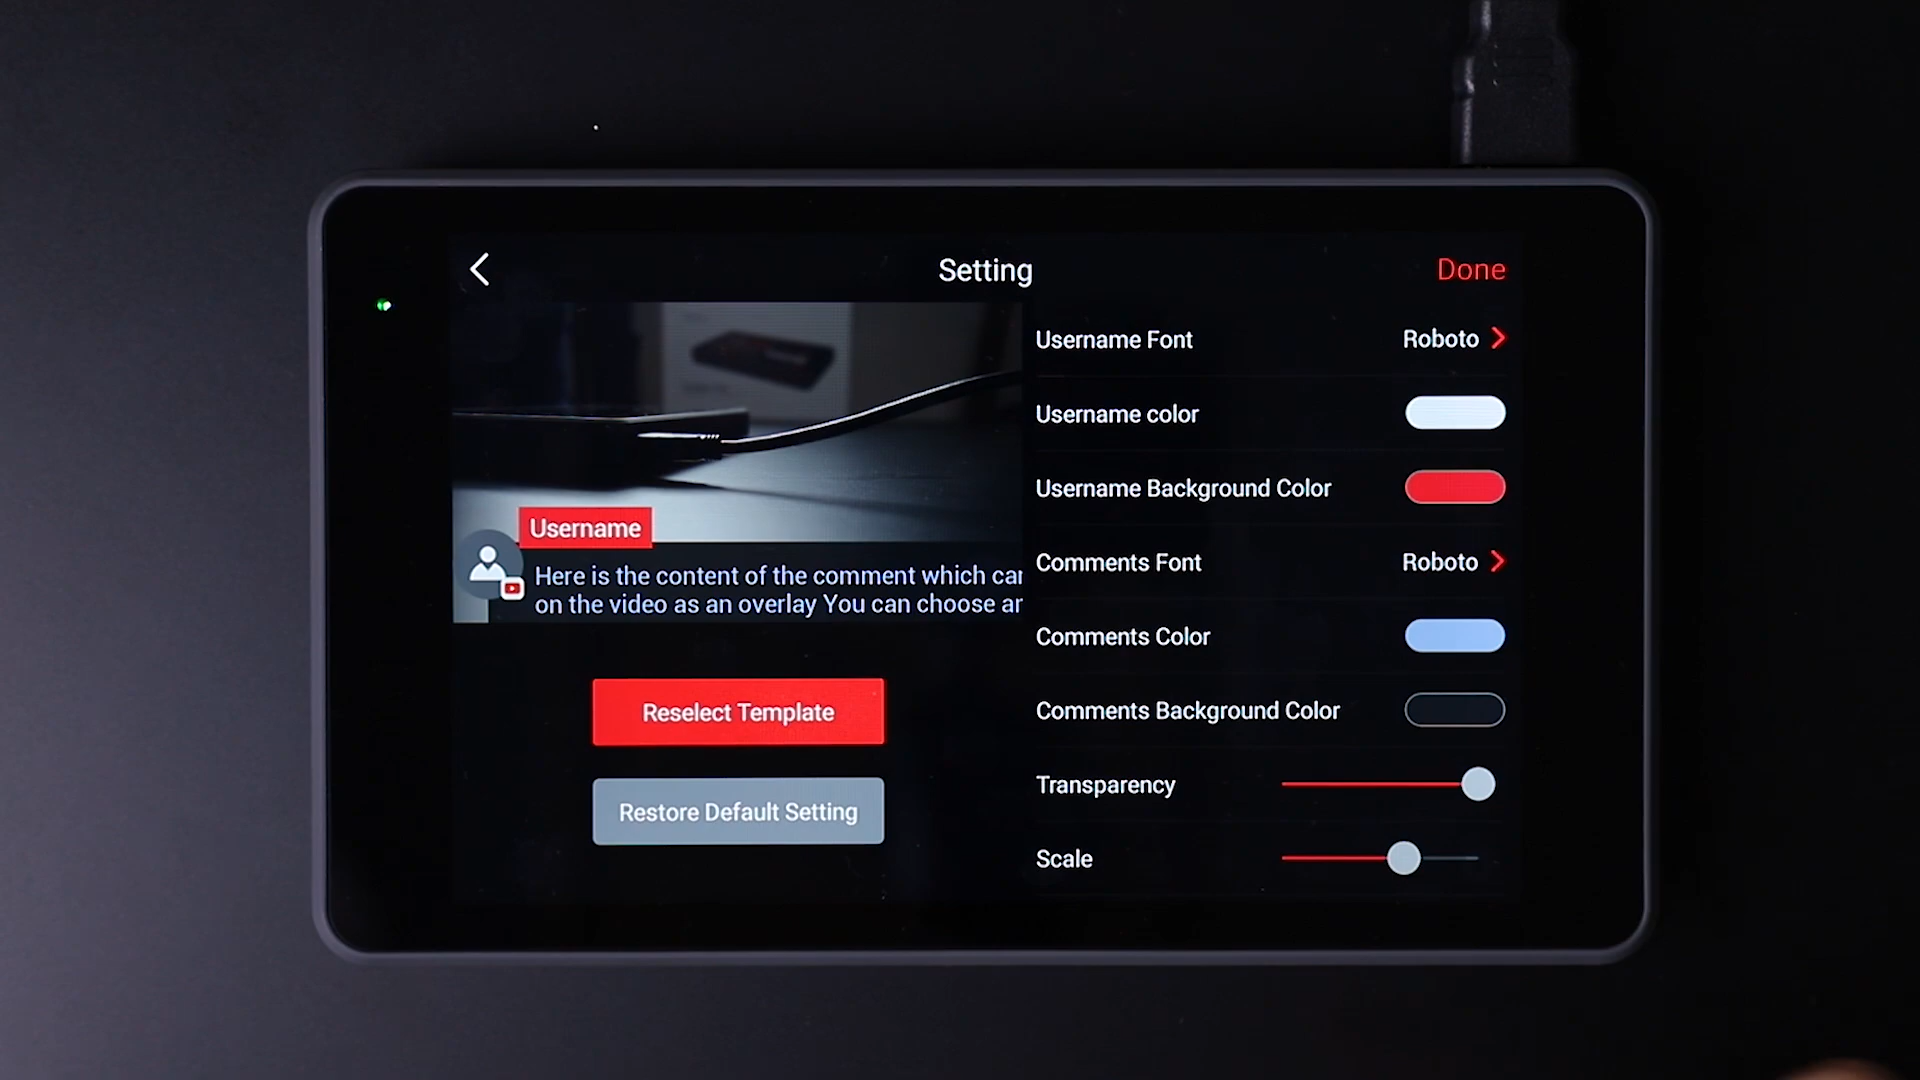 Setting
Done
Username
Here is the content of the comment which
on the video as an overlay You can choose
Reselect Template
Restore Default Setting
Username Font
Roboto
Username color
Username Background Color
Comments Font
Roboto
Comments Color
Comments Background Color
Transparency
Scale